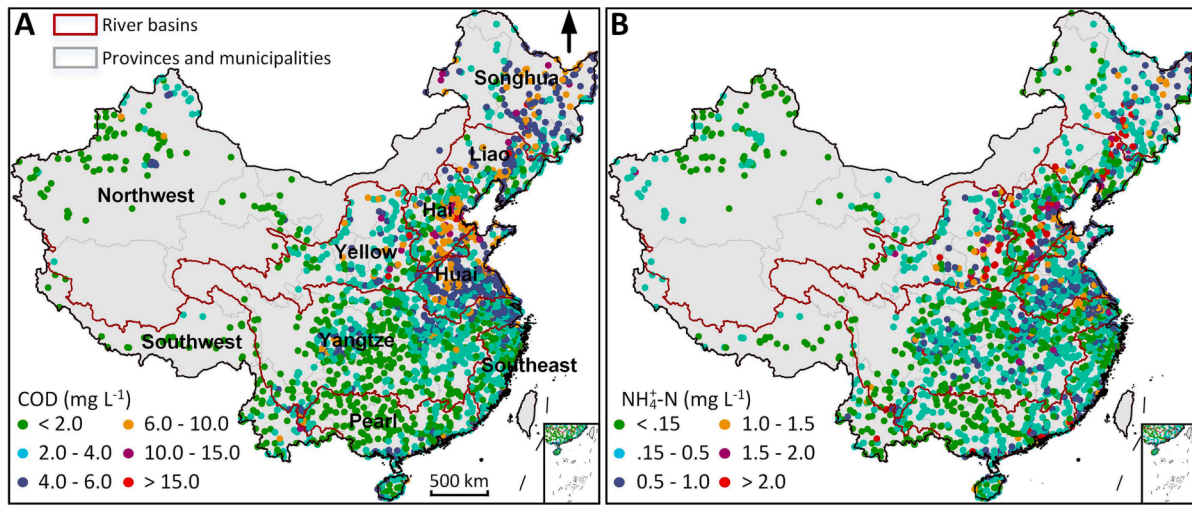 A
River basins
Provinces and municipalities
Songhua
Liao
Northwest
Hai
Yellow
Huai
Southwest
Yangtze
Southeast
Pearl
COD (mg L⁻¹)
< 2.0
6.0 - 10.0
2.0 - 4.0
10.0 - 15.0
4.0 - 6.0
> 15.0
500 km
B
NH₄⁺-N (mg L⁻¹)
< .15
1.0 - 1.5
.15 - 0.5
1.5 - 2.0
0.5 - 1.0
> 2.0